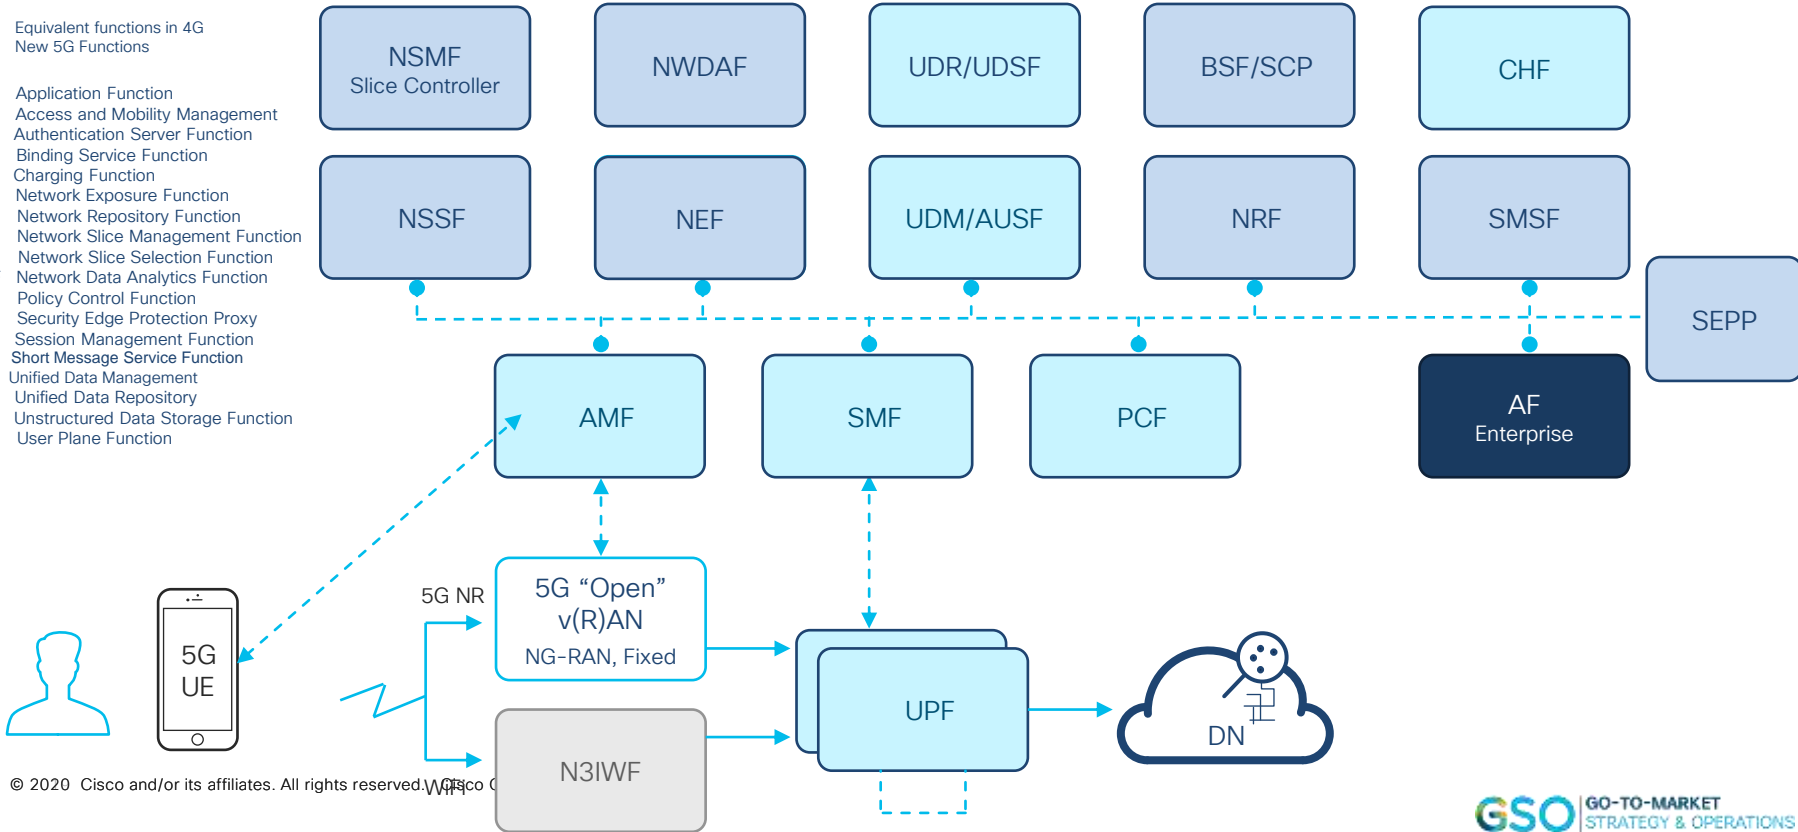 Equivalent functions in 4G
New 5G Functions
Application Function
Access and Mobility Management
Authentication Server Function
Binding Service Function
Charging Function
Network Exposure Function
Network Repository Function
Network Slice Management Function
Network Slice Selection Function
Network Data Analytics Function
Policy Control Function
Security Edge Protection Proxy
Session Management Function
Short Message Service Function
Unified Data Management
Unified Data Repository
Unstructured Data Storage Function
User Plane Function
NSMF
Slice Controller
NWDAF
UDR/UDSF
BSF/SCP
CHF
NSSF
NEF
UDM/AUSF
NRF
SMSF
SEPP
AMF
SMF
PCF
AF
Enterprise
5G
UE
5G NR
5G “Open”
v(R)AN
NG-RAN, Fixed
WiFi
N3IWF
UPF
DN
© 2020 Cisco and/or its affiliates. All rights reserved. Cisco
GSO GO-TO-MARKET
STRATEGY & OPERATIONS